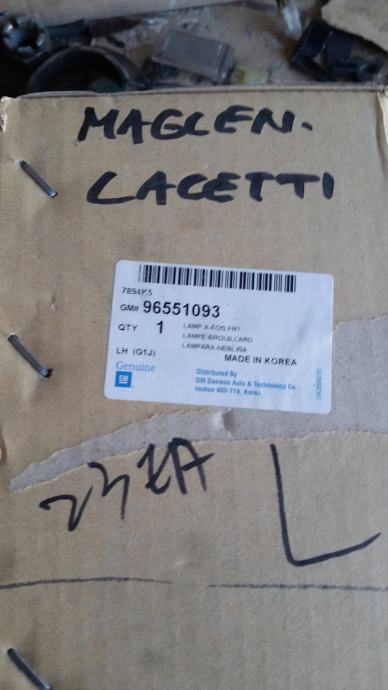 MAGLEN.
LACETTI
7894K5
GM# 96551093
QTY 1
LAMP A-FOG,FRT
LAMPE-BROUILLARD
LAMPARA-NEBLINA
LH (G1J)
MADE IN KOREA
Genuine
GM
Distributed By
GM Daewoo Auto & Technology Co.
Incheon 403-714, Korea
L